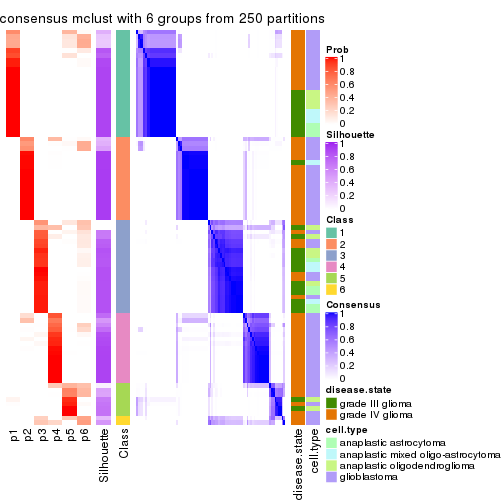 consensus mclust with 6 groups from 250 partitions
Prob
1
0.8
0.6
0.4
0.2
0
Silhouette
1
0.8
0.6
0.4
0.2
0
Class
1
2
3
4
5
6
Consensus
1
0.8
0.6
0.4
0.2
0
disease.state
grade III glioma
grade IV glioma
cell.type
anaplastic astrocytoma
anaplastic mixed oligo-astrocytoma
anaplastic oligodendroglioma
glioblastoma
p1
p2
p3
p4
p5
p6
Silhouette
Class
disease.state
cell.type